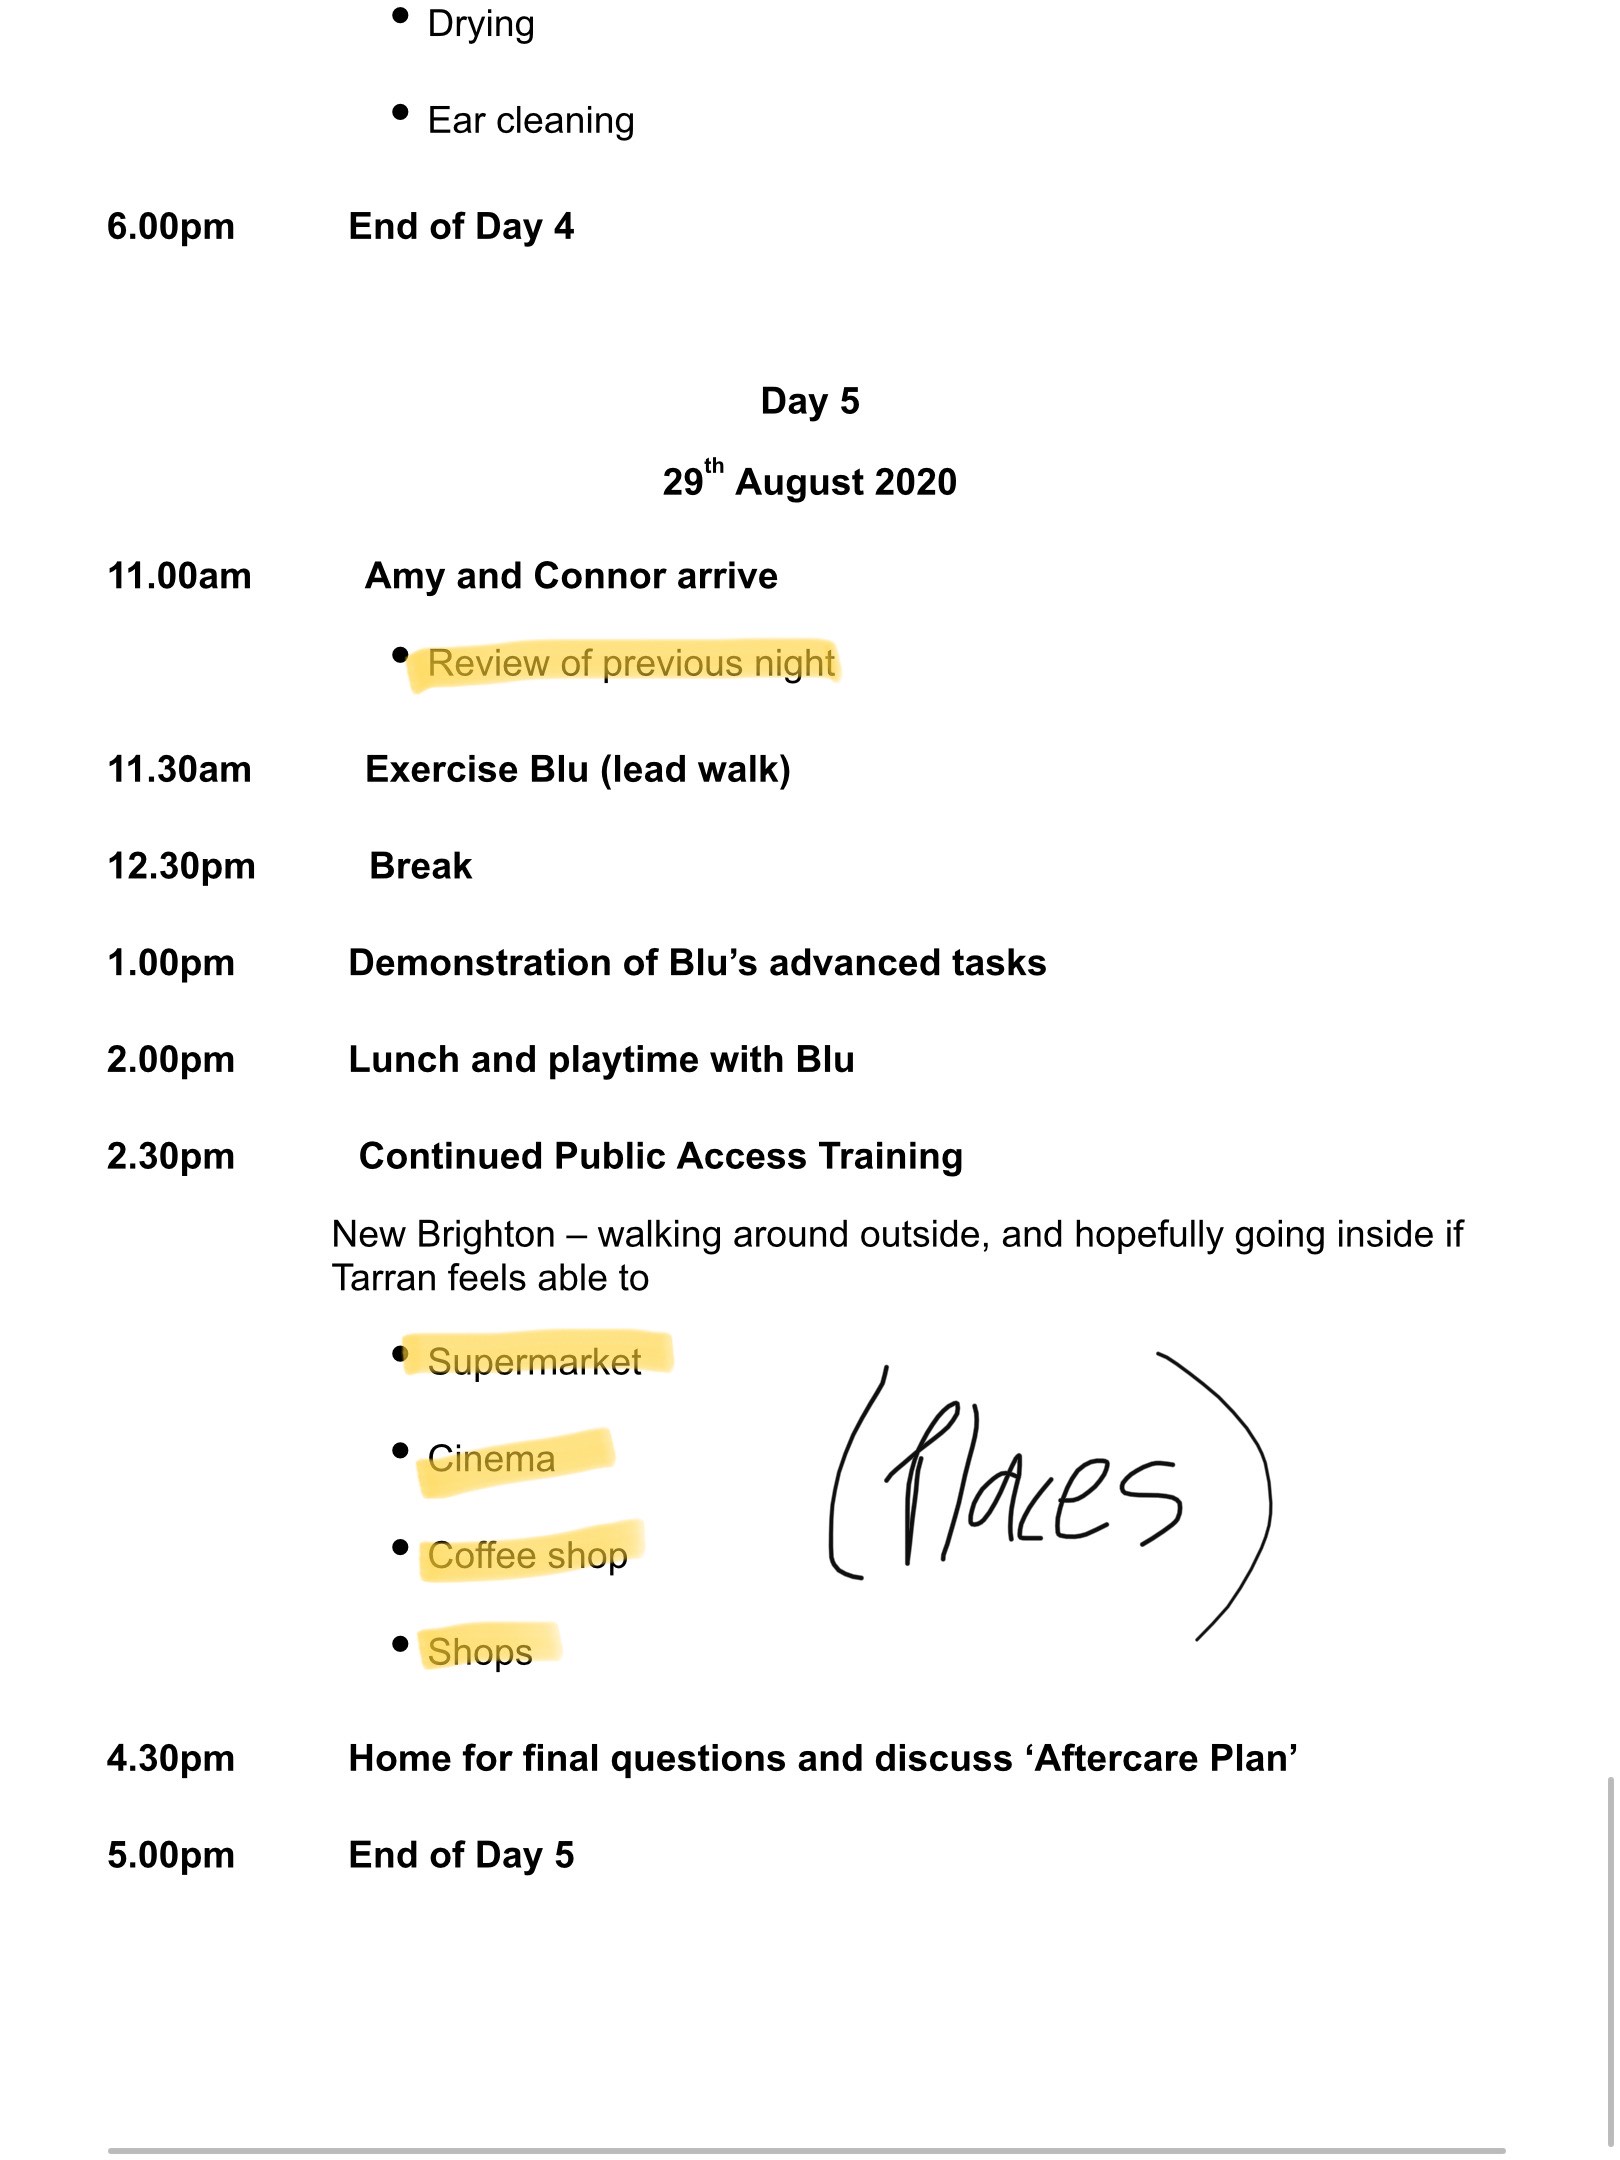 • Drying
• Ear cleaning
6.00pm End of Day 4
Day 5
29th August 2020
11.00am Amy and Connor arrive
• Review of previous night
11.30am Exercise Blu (lead walk)
12.30pm Break
1.00pm Demonstration of Blu’s advanced tasks
2.00pm Lunch and playtime with Blu
2.30pm Continued Public Access Training
New Brighton – walking around outside, and hopefully going inside if
Tarran feels able to
• Supermarket
• Cinema
(Places)
• Coffee shop
• Shops
4.30pm Home for final questions and discuss ‘Aftercare Plan’
5.00pm End of Day 5